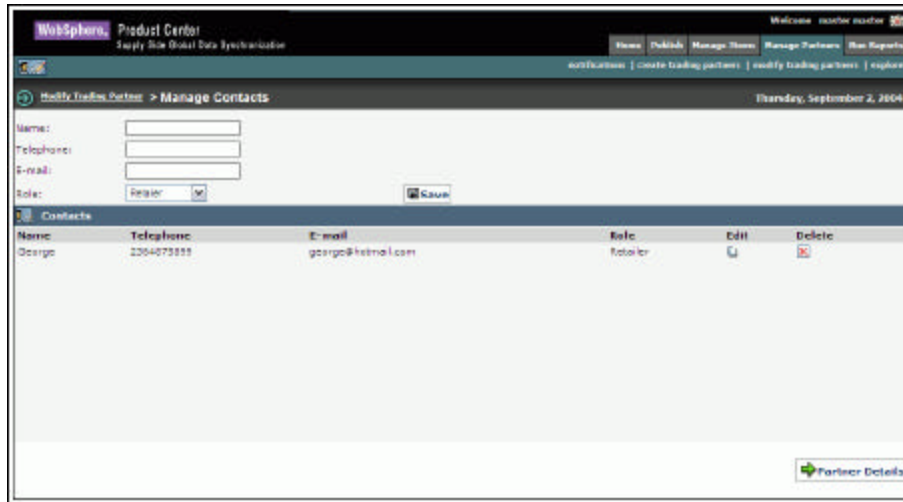 WebSphere. Product Center
Welcome master master
Supply Side Global Data Synchronization
Home Publish Manage Items Manage Partners Run Reports
notifications | create trading partners | modify trading partners | explore
Modify Trading Partner > Manage Contacts
Thursday, September 2, 2004
Name:
Telephone:
E-mail:
Role: Retailer Save
Contacts
Name Telephone E-mail Role Edit Delete
George george@hotmail.com Retailer
Partner Details